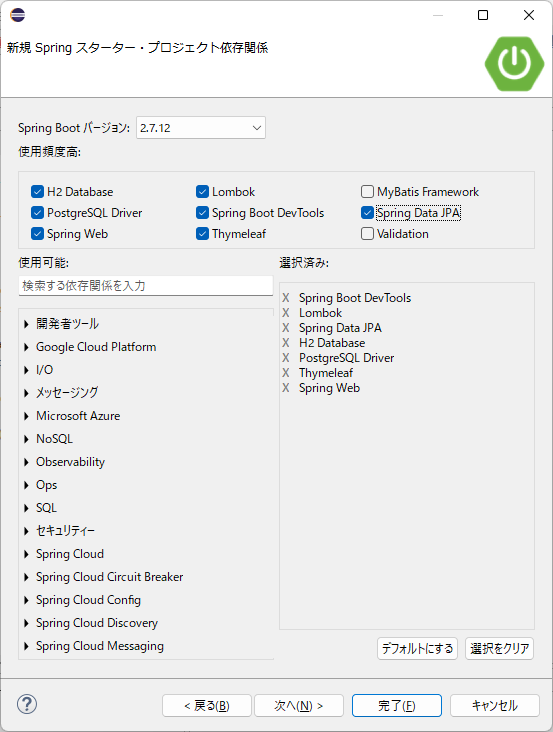 新規 Spring スターター・プロジェクト依存関係
Spring Boot バージョン: 2.7.12
使用頻度高:
H2 Database Lombok MyBatis Framework
PostgreSQL Driver Spring Boot DevTools Spring Data JPA
Spring Web Thymeleaf Validation
使用可能:
検索する依存関係を入力
開発者ツール
Google Cloud Platform
I/O
メッセージング
Microsoft Azure
NoSQL
Observability
Ops
SQL
セキュリティー
Spring Cloud
Spring Cloud Circuit Breaker
Spring Cloud Config
Spring Cloud Discovery
Spring Cloud Messaging
選択済み:
X Spring Boot DevTools
X Lombok
X Spring Data JPA
X H2 Database
X PostgreSQL Driver
X Thymeleaf
X Spring Web
デフォルトにする 選択をクリア
? < 戻る(B) 次へ(N) > 完了(F) キャンセル